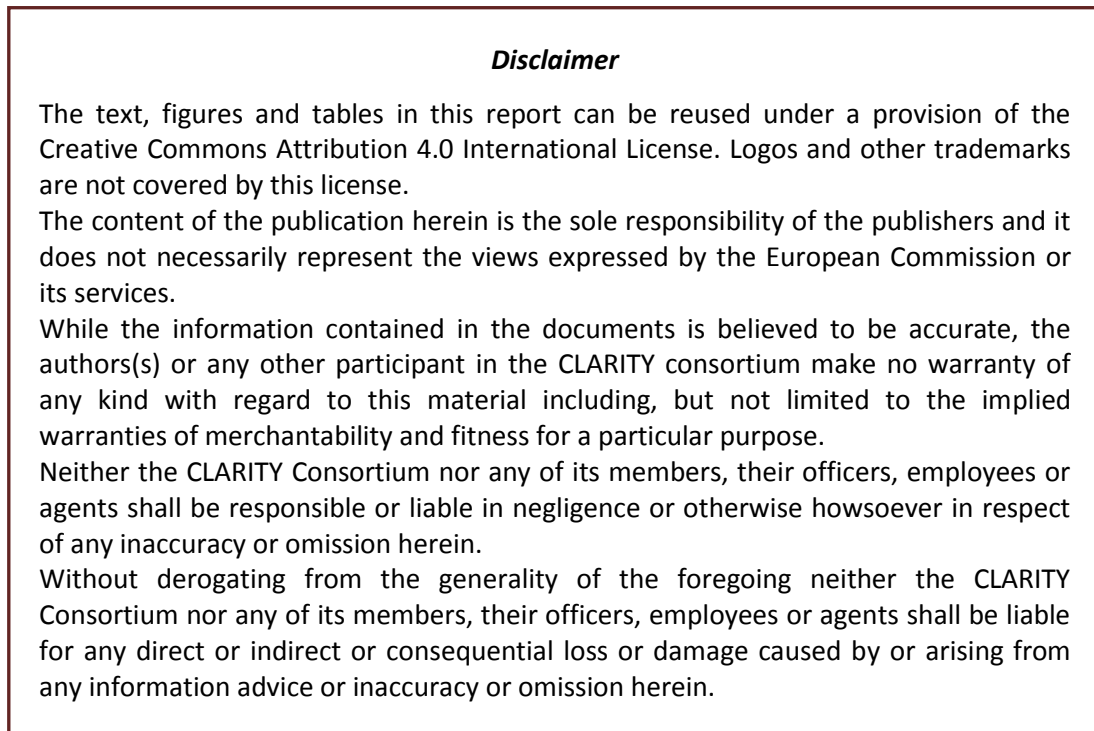 Disclaimer
The text, figures and tables in this report can be reused under a provision of the
Creative Commons Attribution 4.0 International License. Logos and other trademarks
are not covered by this license.
The content of the publication herein is the sole responsibility of the publishers and it
does not necessarily represent the views expressed by the European Commission or
its services.
While the information contained in the documents is believed to be accurate, the
authors(s) or any other participant in the CLARITY consortium make no warranty of
any kind with regard to this material including, but not limited to the implied
warranties of merchantability and fitness for a particular purpose.
Neither the CLARITY Consortium nor any of its members, their officers, employees or
agents shall be responsible or liable in negligence or otherwise howsoever in respect
of any inaccuracy or omission herein.
Without derogating from the generality of the foregoing neither the CLARITY
Consortium nor any of its members, their officers, employees or agents shall be liable
for any direct or indirect or consequential loss or damage caused by or arising from
any information advice or inaccuracy or omission herein.